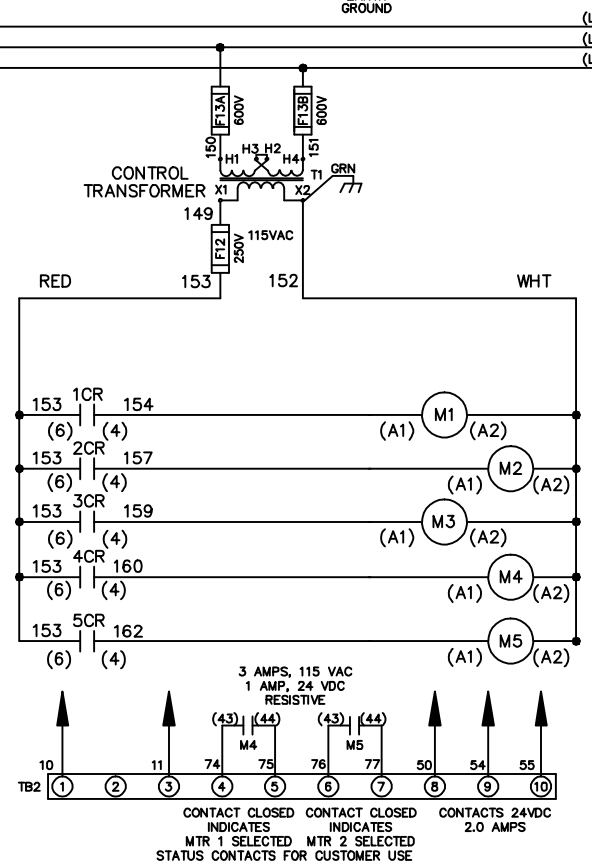 GROUND
(L
(L
(L
F13A
600V
F13B
600V
150
151
H1
H3 H2
H4
T1
GRN
CONTROL
TRANSFORMER
X1
X2
149
F12
250V
115VAC
RED
153
152
WHT
1CR
153
154
M1
(6)
(4)
(A1)
(A2)
2CR
153
157
M2
(6)
(4)
(A1)
(A2)
3CR
153
159
M3
(6)
(4)
(A1)
(A2)
4CR
153
160
M4
(6)
(4)
(A1)
(A2)
5CR
153
162
M5
(6)
(4)
(A1)
(A2)
3 AMPS, 115 VAC
1 AMP, 24 VDC
RESISTIVE
(43)
(44)
(43)
(44)
M4
M5
10
11
74
75
76
77
50
54
55
TB2
1
2
3
4
5
6
7
8
9
10
CONTACT CLOSED
INDICATES
MTR 1 SELECTED
CONTACT CLOSED
INDICATES
MTR 2 SELECTED
CONTACTS 24VDC
2.0 AMPS
STATUS CONTACTS FOR CUSTOMER USE